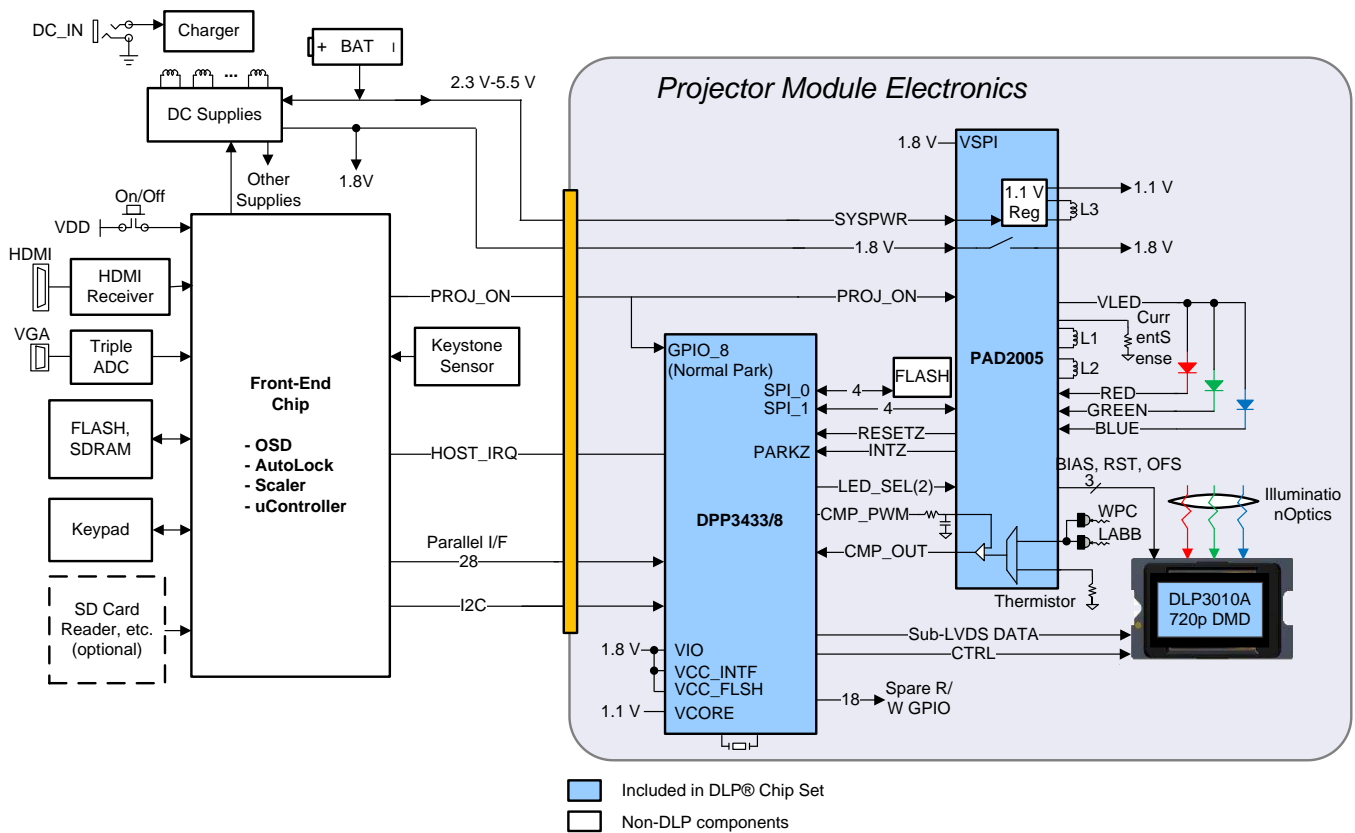 DC_IN
Charger
+ BAT
2.3 V-5.5 V
...
DC Supplies
Other
Supplies
1.8V
On/Off
VDD
HDMI
HDMI
Receiver
VGA
Triple
ADC
FLASH,
SDRAM
Keypad
SD Card
Reader, etc.
(optional)
Front-End
Chip
- OSD
- AutoLock
- Scaler
- uController
PROJ_ON
Keystone
Sensor
HOST_IRQ
Parallel I/F
28
I2C
Projector Module Electronics
1.8 V
VSPI
1.1 V
Reg
1.1 V
L3
SYSPWR
1.8 V
1.8 V
PROJ_ON
PAD2005
VLED
Curr
entS
ense
L1
L2
RED
GREEN
BLUE
GPIO_8
(Normal Park)
FLASH
SPI_0
4
SPI_1
4
RESETZ
PARKZ
INTZ
LED_SEL(2)
DPP3433/8
CMP_PWM
CMP_OUT
BIAS, RST, OFS
3
WPC
LABB
Thermistor
Illuminatio
nOptics
DLP3010A
720p DMD
Sub-LVDS DATA
CTRL
1.8 V
VIO
VCC_INTF
VCC_FLSH
1.1 V
VCORE
18
Spare R/
W GPIO
Included in DLP® Chip Set
Non-DLP components